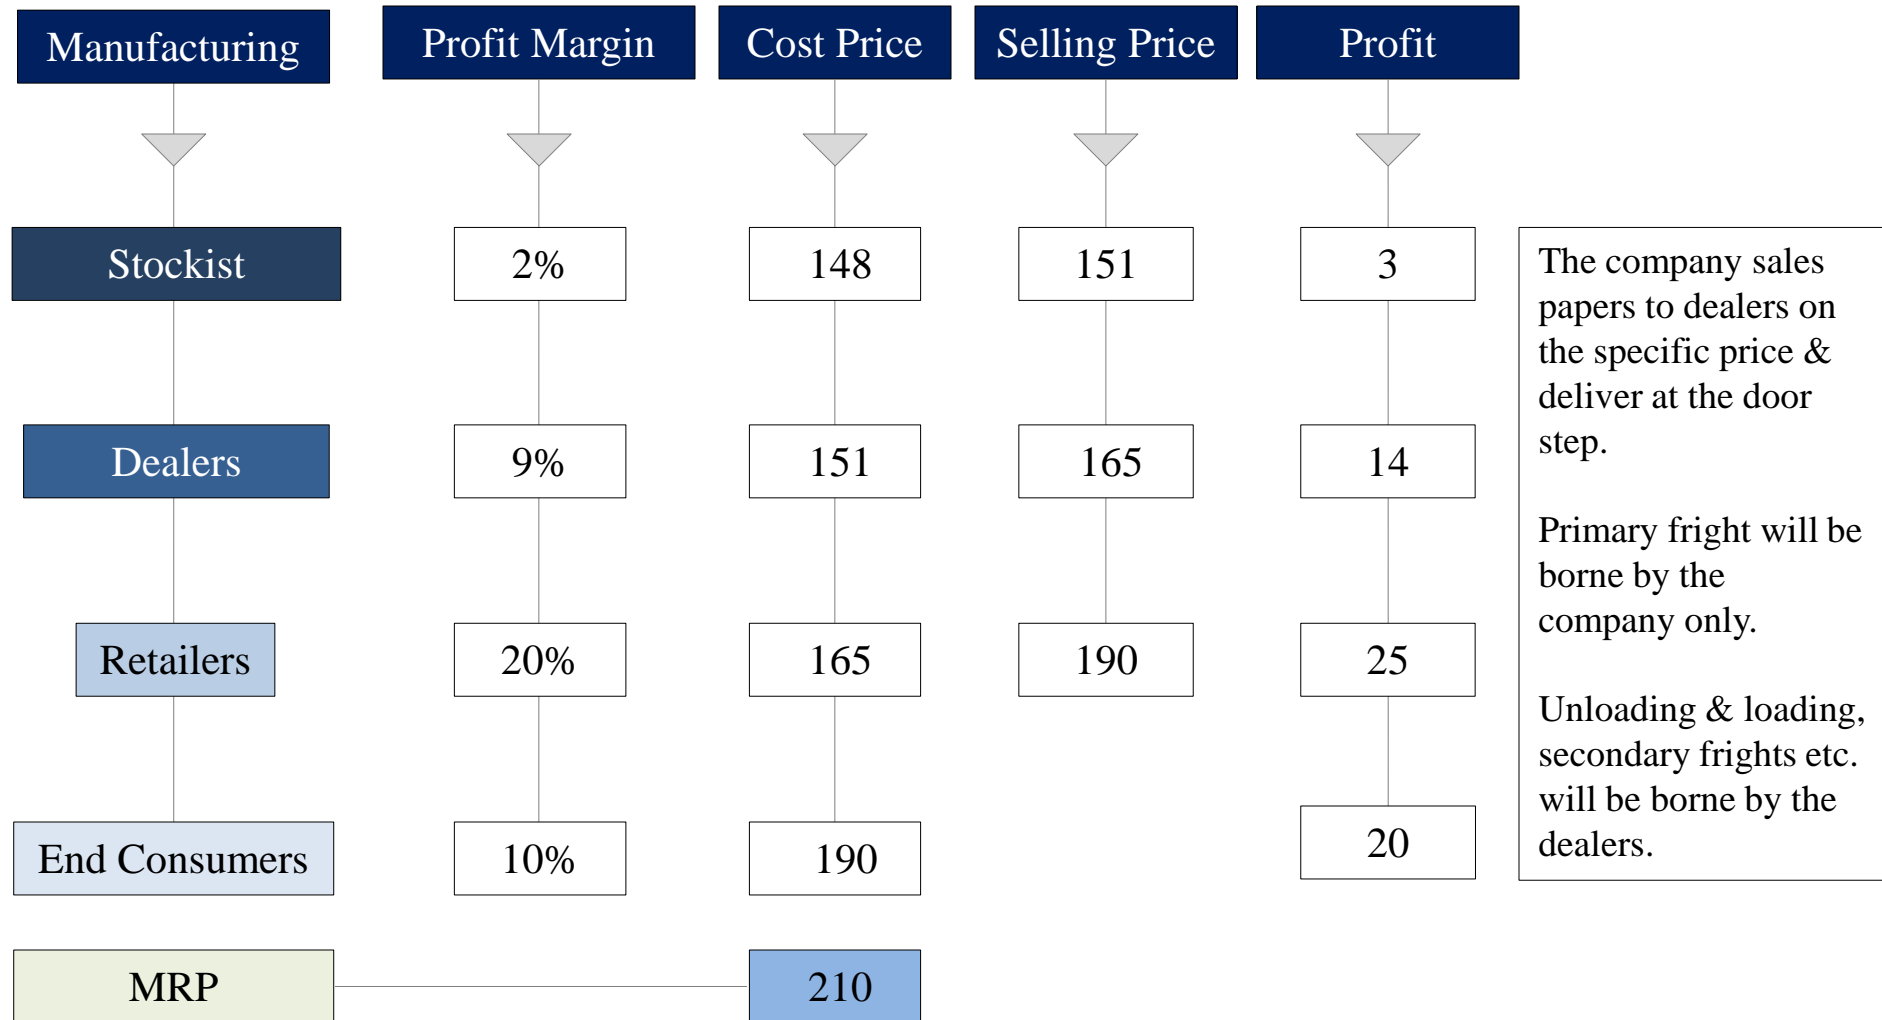 Manufacturing
Profit Margin
Cost Price
Selling Price
Profit
Stockist
2%
148
151
3
Dealers
9%
151
165
14
Retailers
20%
165
190
25
End Consumers
10%
190
20
MRP
210
The company sales
papers to dealers on
the specific price &
deliver at the door
step.
Primary fright will be
borne by the
company only.
Unloading & loading,
secondary frights etc.
will be borne by the
dealers.